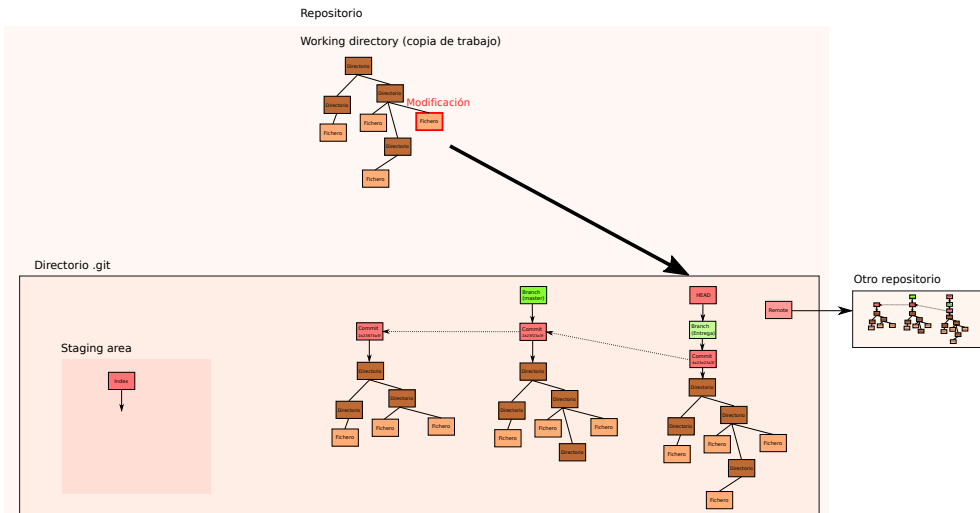 Repositorio
Working directory (copia de trabajo)
Directorio
Directorio
Modificación
Directorio
Fichero
Fichero
Fichero
Directorio
Fichero
Directorio .git
Otro repositorio
Branch
(master)
HEAD
Remote
Commit
Commit
Branch
(Entrega)
Commit
Staging area
Index
Directorio
Directorio
Directorio
Fichero
Fichero
Fichero
Directorio
Directorio
Directorio
Fichero
Fichero
Fichero
Directorio
Directorio
Directorio
Directorio
Fichero
Fichero
Fichero
Directorio
Fichero